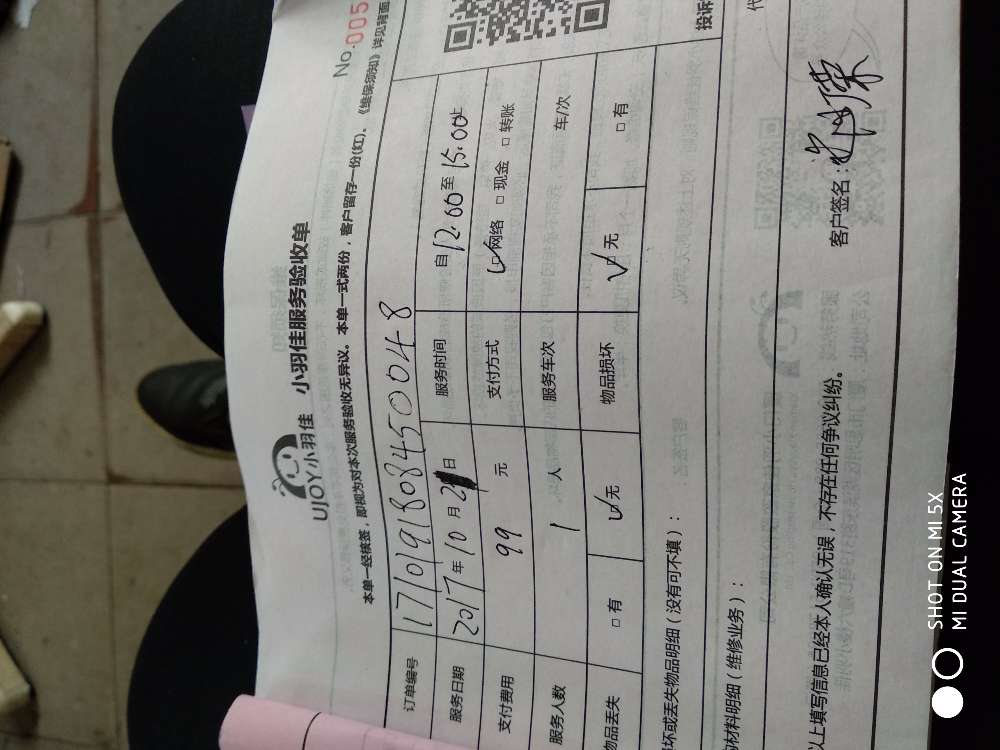 No.005
UJOY小羽佳 小羽佳服务验收单
本单一经核签，即视为对本次服务验收无异议。本单一式两份，客户留存一份(红)。《维保须知》详见背面
订单编号 1710191808450048
服务日期 2017年10月2日 服务时间 自12.00至15:00止
支付费用 99元 支付方式 ☑网络 □现金 □转账
服务人数 1人 服务车次 车/次
物品丢失 □有 ☑无 物品损坏 ☑无 □有
坏或丢失物品明细（没有可不填）：
材料明细（维修业务）：
投诉
代
以上填写信息已经本人确认无误，不存在任何争议纠纷。 客户签名：
SHOT ON MI 5X
MI DUAL CAMERA